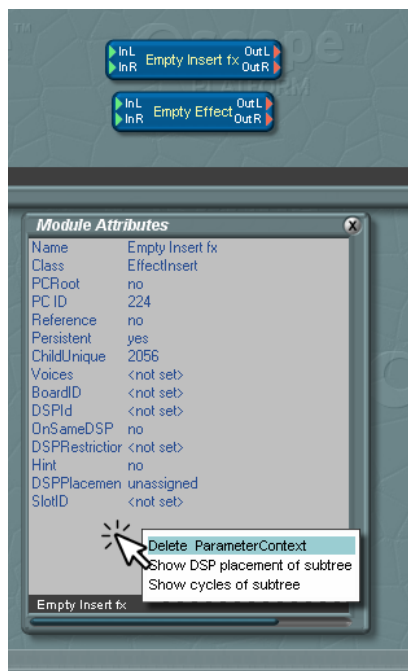 Scope
PLATFORM
InL Empty Insert fx OutL
InR OutR
InL Empty Effect OutL
InR OutR
Module Attributes
Name Empty Insert fx
Class EffectInsert
PCRoot no
PC ID 224
Reference no
Persistent yes
ChildUnique 2056
Voices <not set>
BoardID <not set>
DSPId <not set>
OnSameDSP no
DSPRestriction <not set>
Hint no
DSPPlacemen unassigned
SlotID <not set>
Delete ParameterContext
Show DSP placement of subtree
Show cycles of subtree
Empty Insert fx